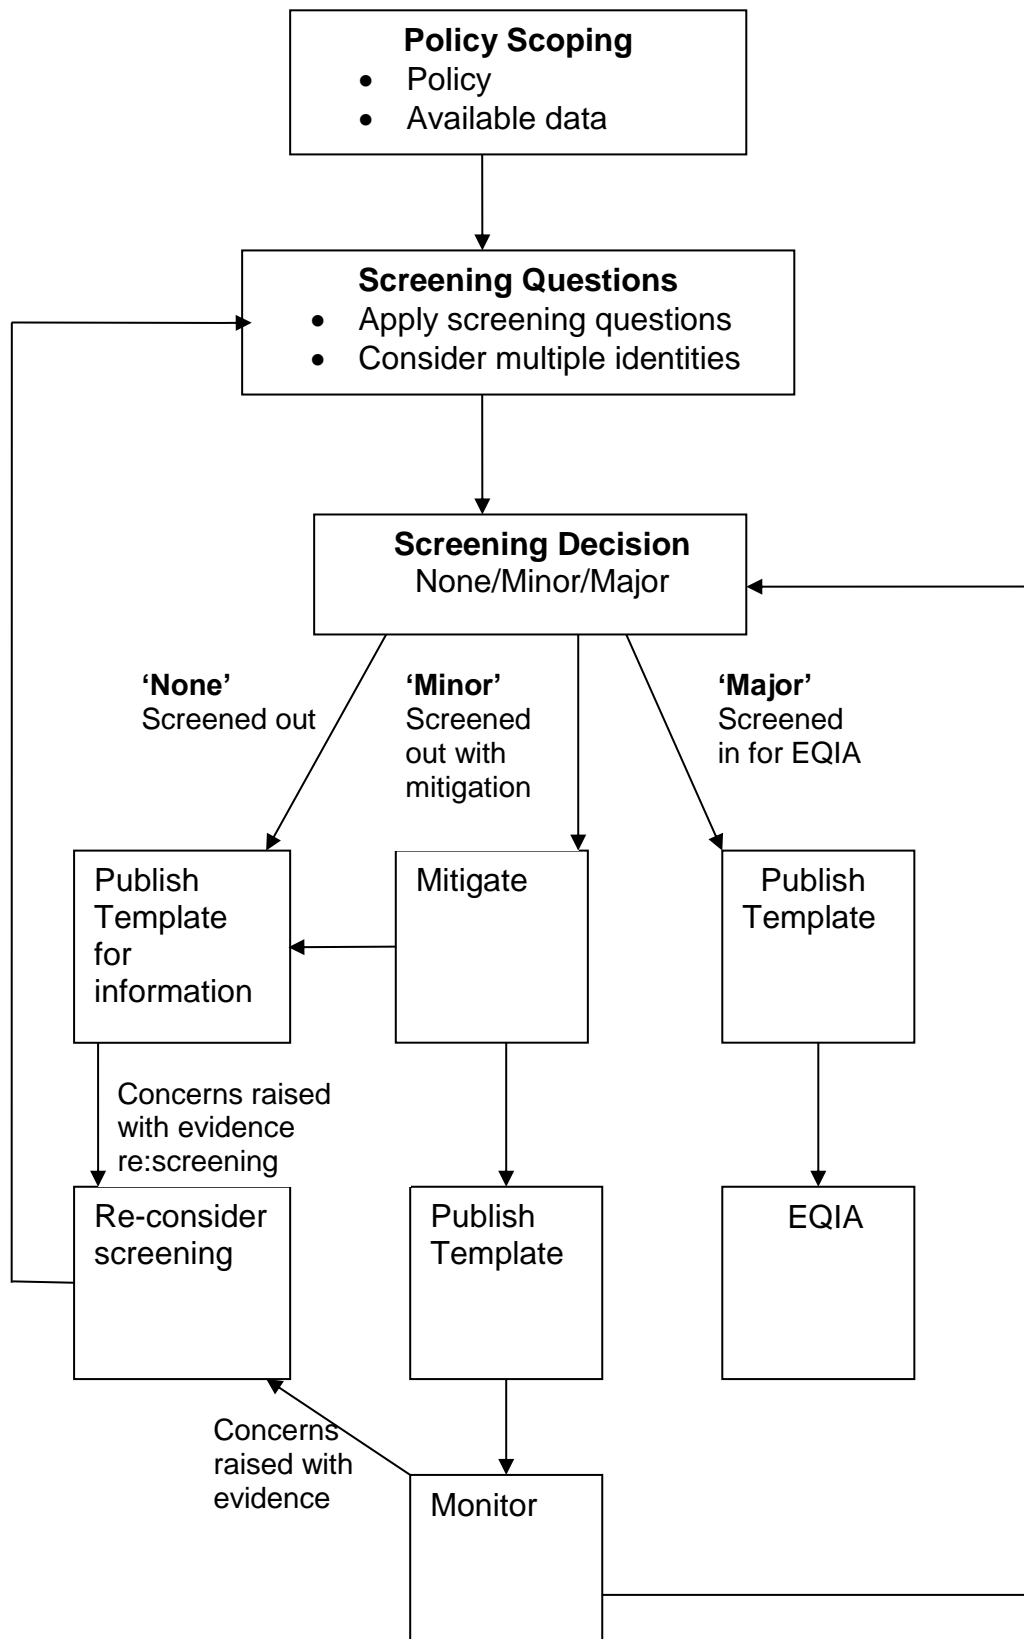 Policy Scoping
• Policy
• Available data
Screening Questions
• Apply screening questions
• Consider multiple identities
Screening Decision
None/Minor/Major
‘None’
Screened out
‘Minor’
Screened
out with
mitigation
‘Major’
Screened
in for EQIA
Publish
Template
for
information
Mitigate
Publish
Template
Concerns raised
with evidence
re:screening
Re-consider
screening
Publish
Template
EQIA
Concerns
raised with
evidence
Monitor